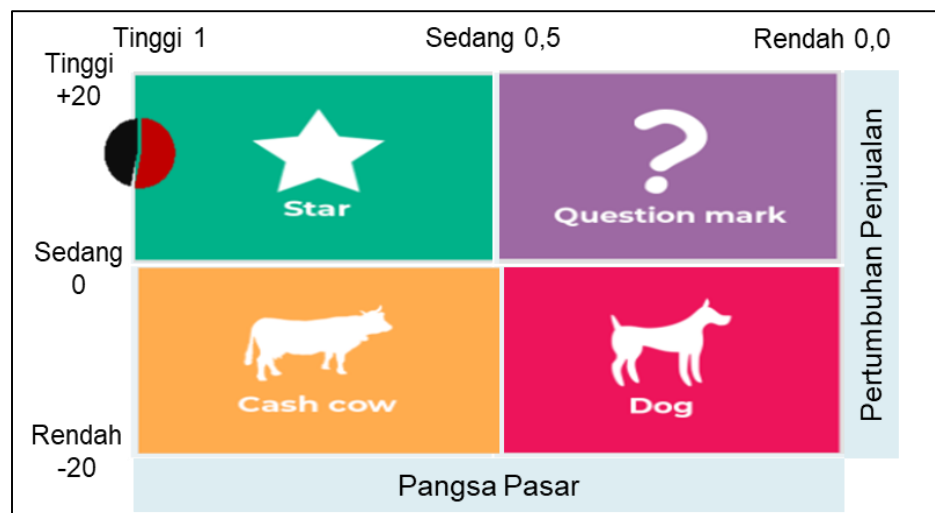 Tinggi 1 Sedang 0,5 Rendah 0,0
Tinggi
+20
Star
Question mark
Sedang
0
Cash cow
Dog
Rendah
-20
Pangsa Pasar
Pertumbuhan Penjualan